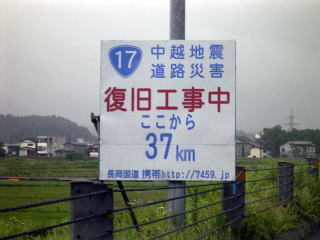 17
中越地震
道路災害
復旧工事中
ここから
37km
長岡国道 携帯http://7459.jp